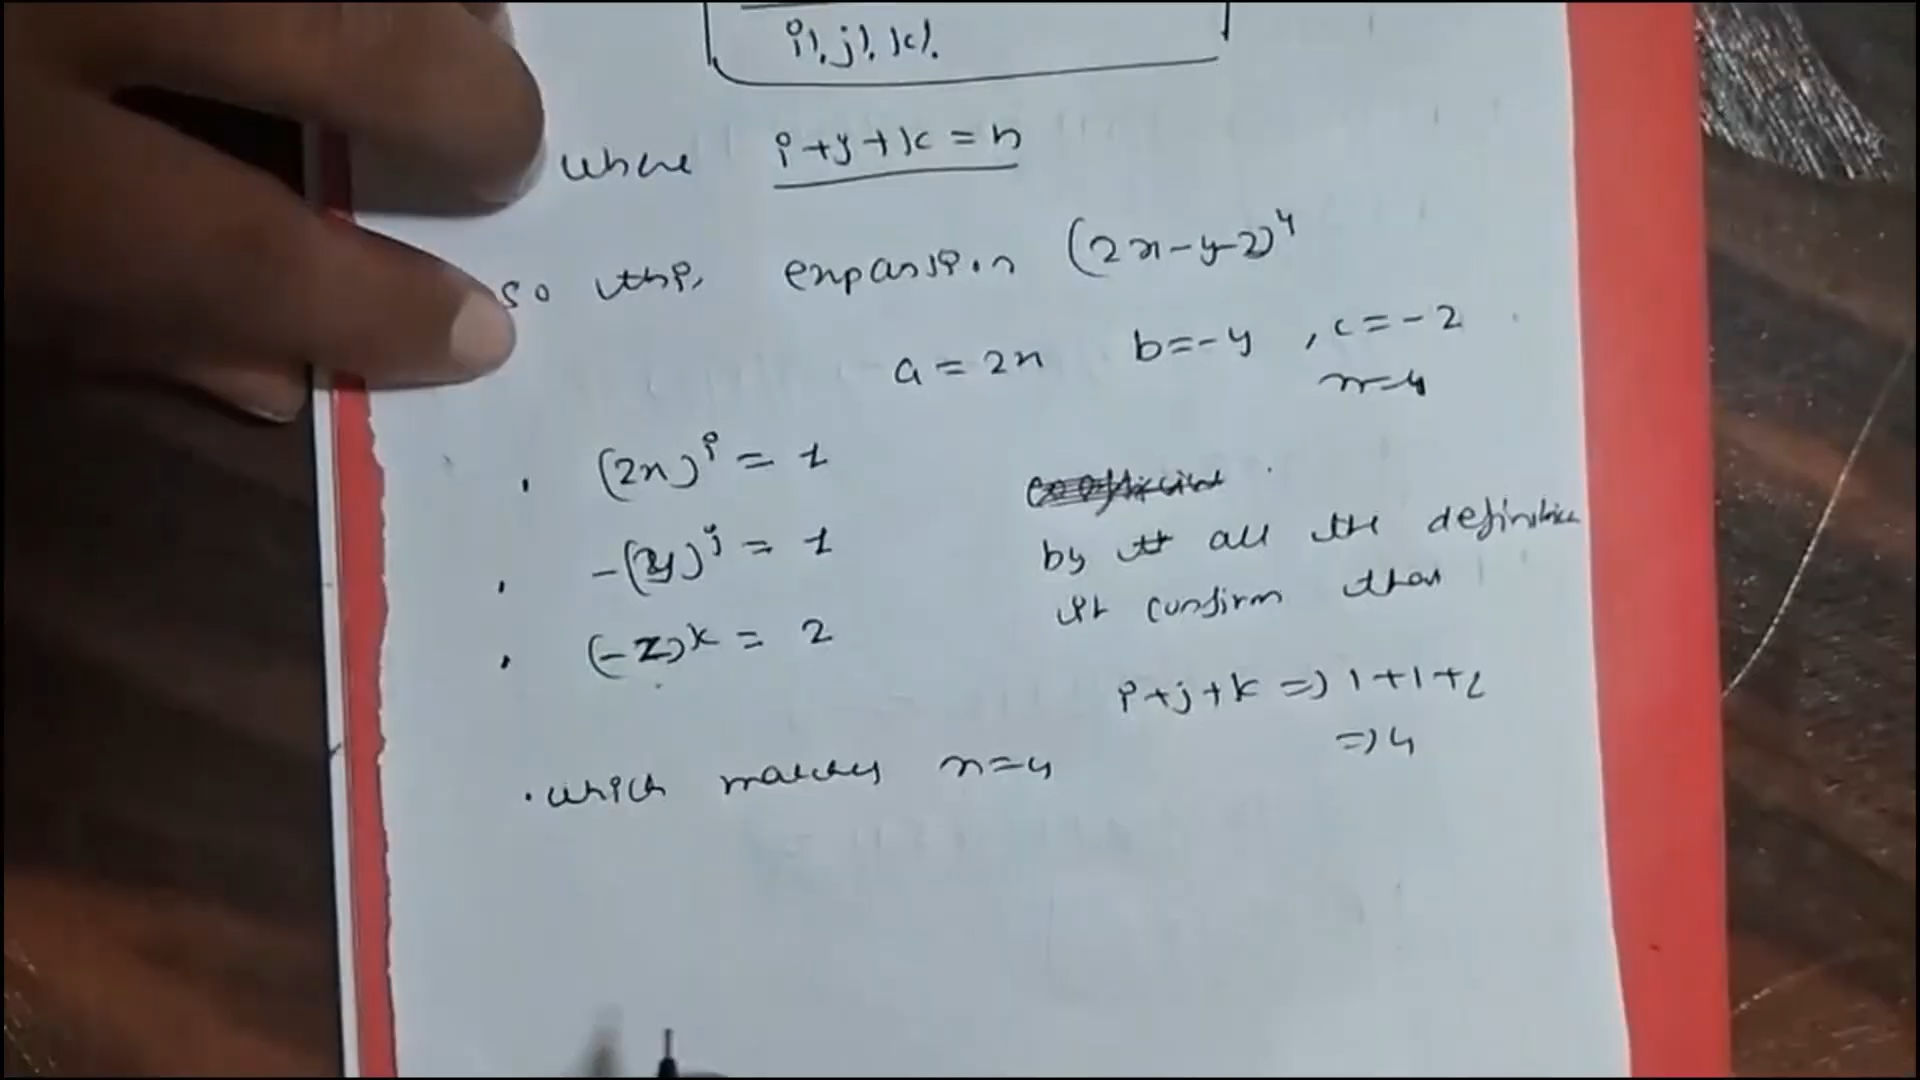 i!. j!. k!.
where i+y+k = n
so this expansion (2x-y-z)⁴
a = 2x b=-y , c=-z
n=4
. (2x)ⁱ = 1
-(y)ʲ = 1
(-z)ᵏ = 2
by all the definition
it confirm that
i+j+k => 1+1+2
=> 4
. which matches n=4